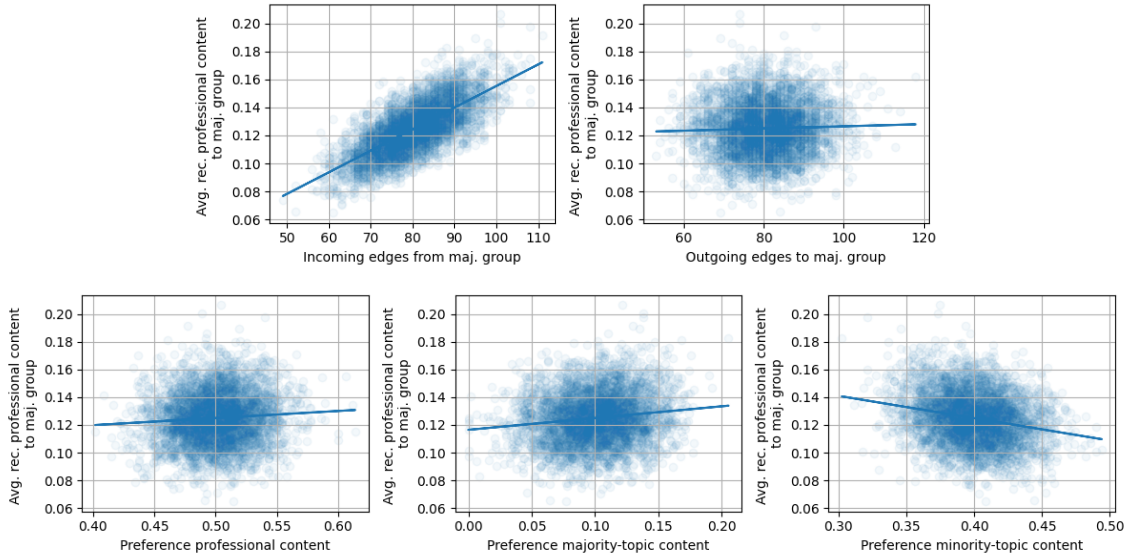 Avg. rec. professional content
to maj. group
0.20
0.18
0.16
0.14
0.12
0.10
0.08
0.06
50 60 70 80 90 100 110
Incoming edges from maj. group
Avg. rec. professional content
to maj. group
0.20
0.18
0.16
0.14
0.12
0.10
0.08
0.06
60 80 100 120
Outgoing edges to maj. group
Avg. rec. professional content
to maj. group
0.20
0.18
0.16
0.14
0.12
0.10
0.08
0.06
0.40 0.45 0.50 0.55 0.60
Preference professional content
Avg. rec. professional content
to maj. group
0.20
0.18
0.16
0.14
0.12
0.10
0.08
0.06
0.00 0.05 0.10 0.15 0.20
Preference majority-topic content
Avg. rec. professional content
to maj. group
0.20
0.18
0.16
0.14
0.12
0.10
0.08
0.06
0.30 0.35 0.40 0.45 0.50
Preference minority-topic content